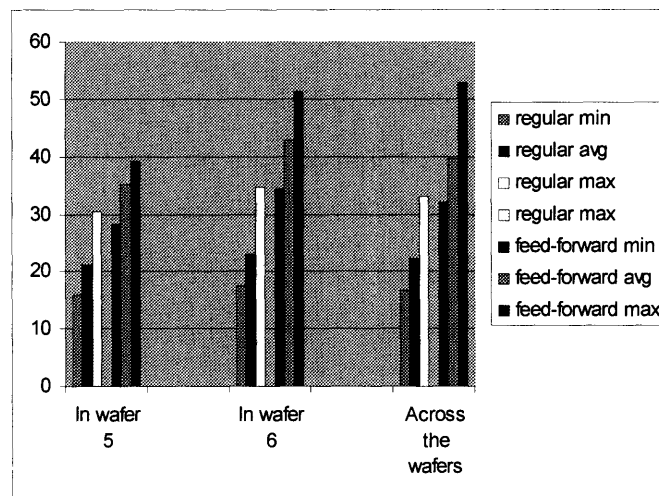 60
50
40
30
20
10
0
In wafer
5
In wafer
6
Across
the
wafers
regular min
regular avg
regular max
regular max
feed-forward min
feed-forward avg
feed-forward max